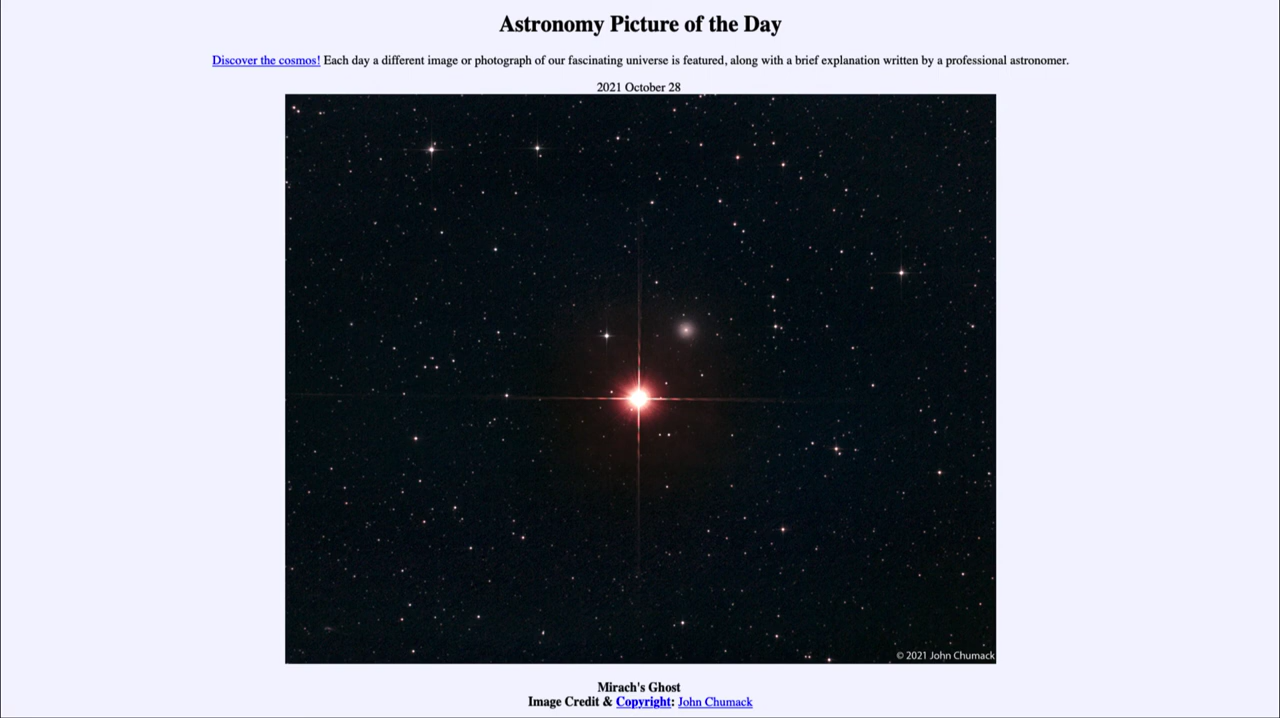 Astronomy Picture of the Day
Discover the cosmos! Each day a different image or photograph of our fascinating universe is featured, along with a brief explanation written by a professional astronomer.
2021 October 28
© 2021 John Chumack
Mirach's Ghost
Image Credit & Copyright: John Chumack